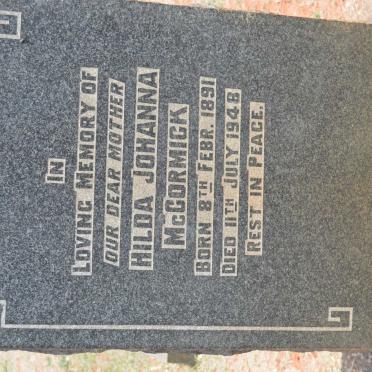 IN
LOVING MEMORY OF
OUR DEAR MOTHER
HILDA JOHANNA
McCORMICK
BORN 8TH FEBR. 1891
DIED 11TH JULY 1948
REST IN PEACE.